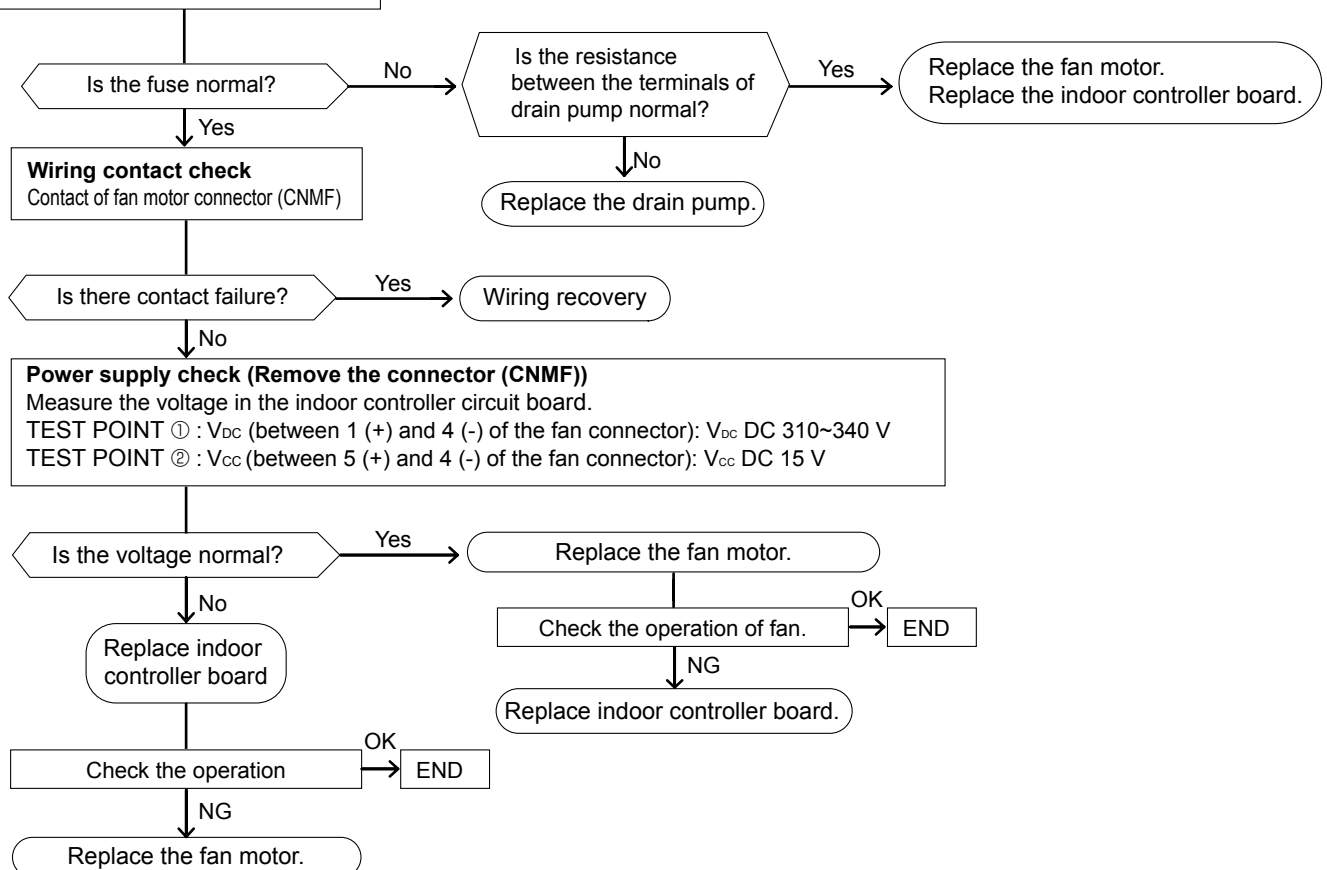 Is the fuse normal?
No
Is the resistance
between the terminals of
drain pump normal?
Yes
Replace the fan motor.
Replace the indoor controller board.
Yes
No
Wiring contact check
Contact of fan motor connector (CNMF)
Replace the drain pump.
Is there contact failure?
Yes
Wiring recovery
No
Power supply check (Remove the connector (CNMF))
Measure the voltage in the indoor controller circuit board.
TEST POINT ① : VDC (between 1 (+) and 4 (-) of the fan connector): VDC DC 310~340 V
TEST POINT ② : VCC (between 5 (+) and 4 (-) of the fan connector): VCC DC 15 V
Is the voltage normal?
Yes
Replace the fan motor.
No
Replace indoor
controller board
Check the operation of fan.
OK
END
NG
Replace indoor controller board.
Check the operation
OK
END
NG
Replace the fan motor.